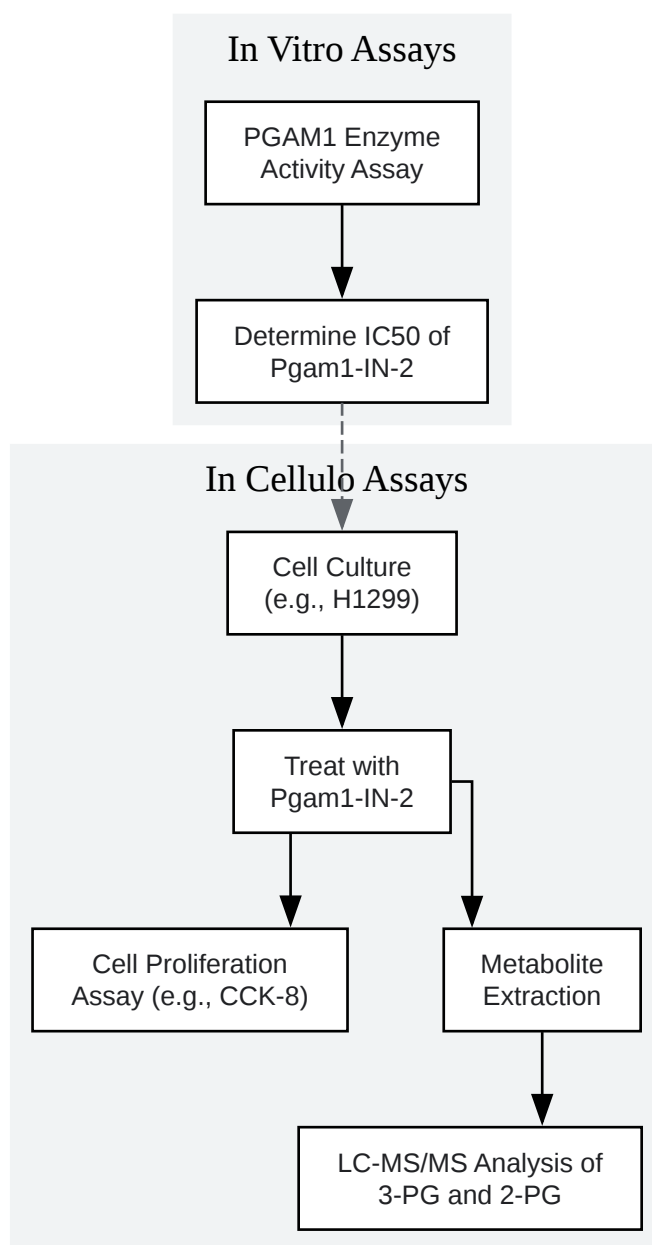 In Vitro Assays
PGAM1 Enzyme
Activity Assay
Determine IC50 of
Pgam1-IN-2
In Cellulo Assays
Cell Culture
(e.g., H1299)
Treat with
Pgam1-IN-2
Cell Proliferation
Assay (e.g., CCK-8)
Metabolite
Extraction
LC-MS/MS Analysis of
3-PG and 2-PG